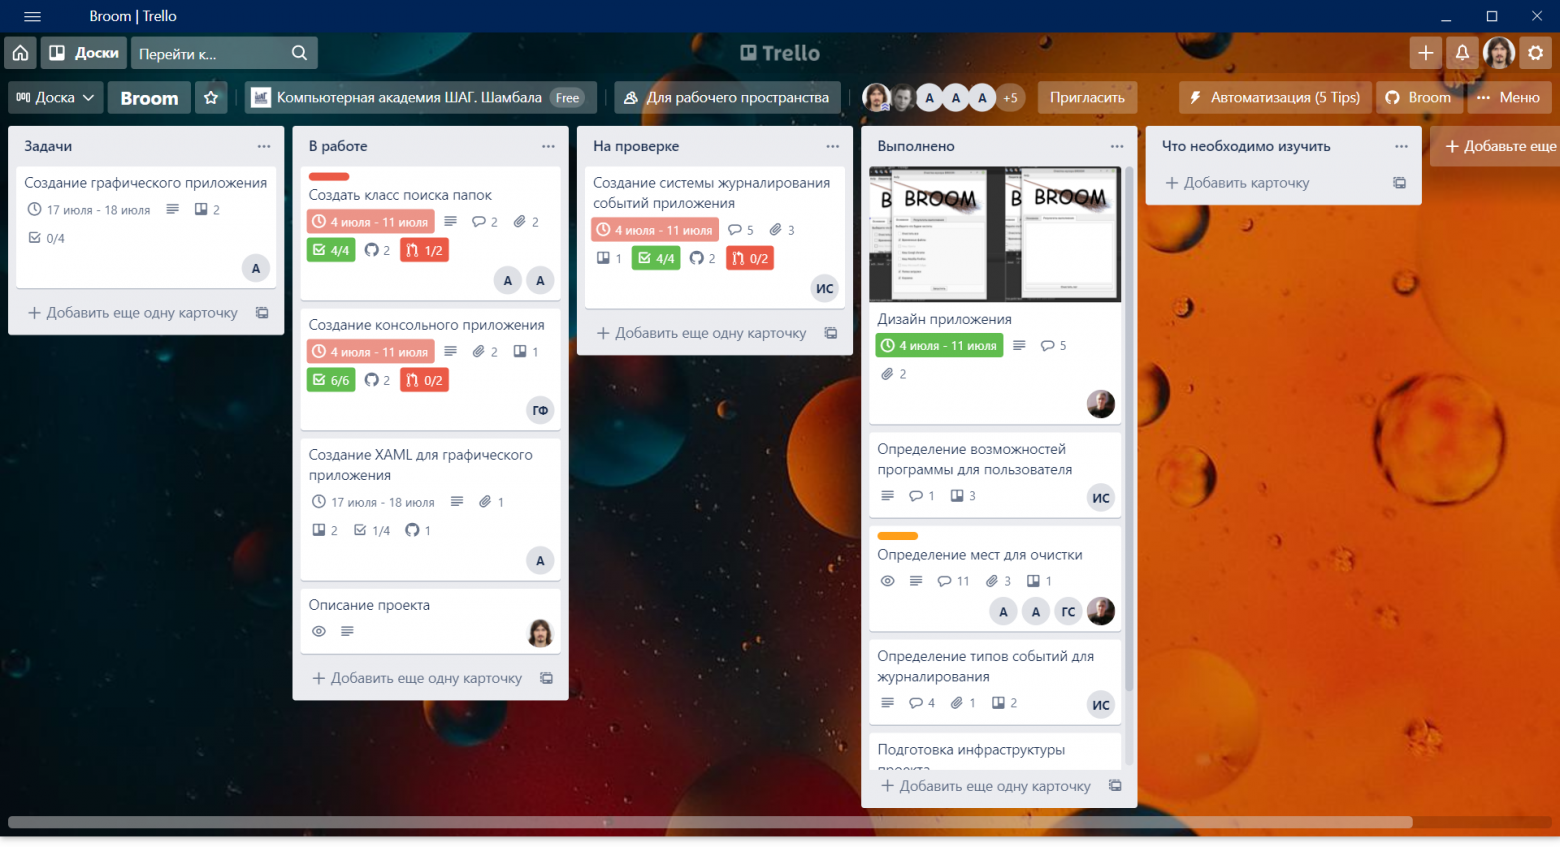 Broom | Trello
Доски
Перейти к...
Trello
Доска
Broom
Компьютерная академия ШАГ. Шамбала Free
Для рабочего пространства
А А А +5
Пригласить
Автоматизация (5 Tips)
Broom
Меню
Задачи
Создание графического приложения
17 июля - 18 июля 2
0/4
А
Добавить еще одну карточку
В работе
Создать класс поиска папок
4 июля - 11 июля 2 2
4/4 2 1/2
А А
Создание консольного приложения
4 июля - 11 июля 2 1
6/6 2 0/2
ГФ
Создание XAML для графического
приложения
17 июля - 18 июля 1
2 1/4 1
А
Описание проекта
Добавить еще одну карточку
На проверке
Создание системы журналирования
событий приложения
4 июля - 11 июля 5 3
1 4/4 2 0/2
ИС
Добавить еще одну карточку
Выполнено
BROOM BROOM
Дизайн приложения
4 июля - 11 июля 5
2
Определение возможностей
программы для пользователя
1 3
ИС
Определение мест для очистки
11 3 1
А А ГС
Определение типов событий для
журналирования
4 1 2
ИС
Подготовка инфраструктуры
проекта
Добавить еще одну карточку
Что необходимо изучить
Добавить карточку
Добавьте еще